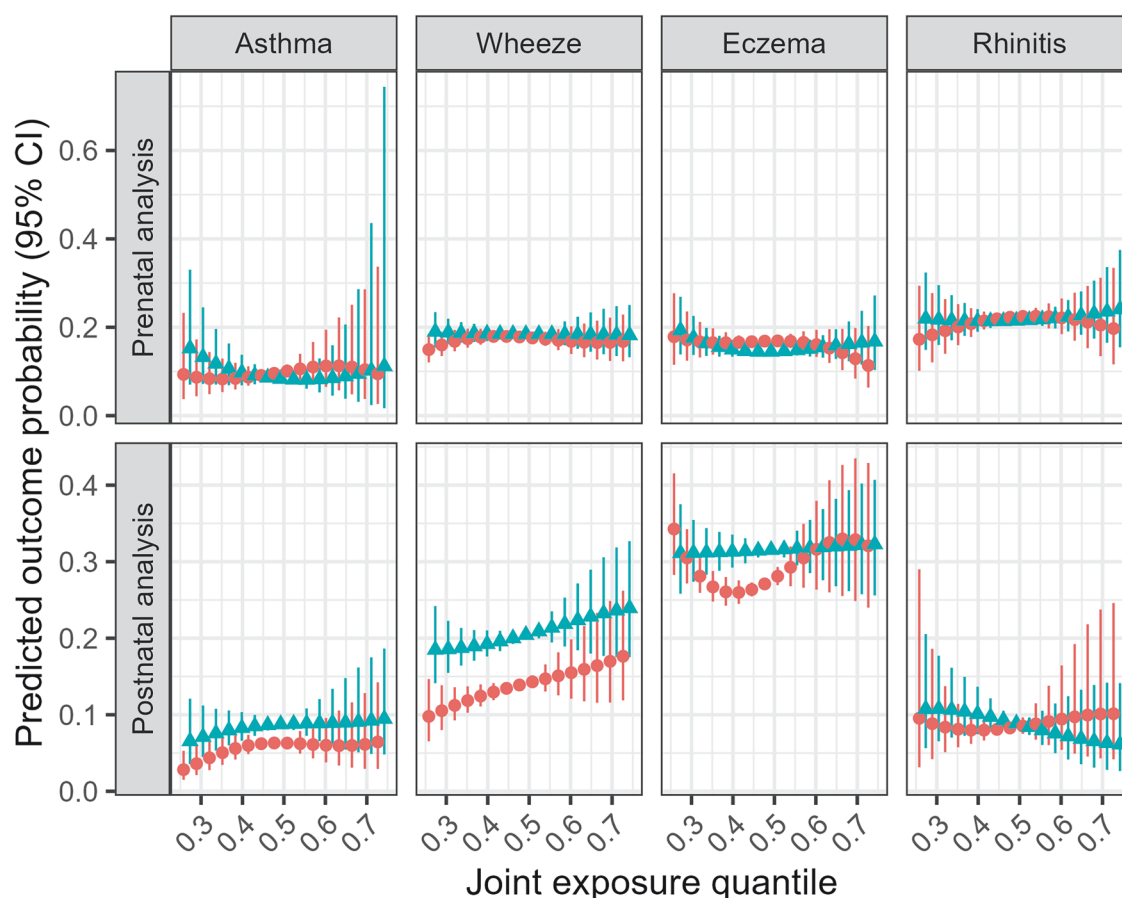 Asthma
Wheeze
Eczema
Rhinitis
Predicted outcome probability (95% CI)
Prenatal analysis
0.6
0.4
0.2
0.0
Postnatal analysis
0.4
0.3
0.2
0.1
0.0
0.3 0.4 0.5 0.6 0.7
0.3 0.4 0.5 0.6 0.7
0.3 0.4 0.5 0.6 0.7
0.3 0.4 0.5 0.6 0.7
Joint exposure quantile